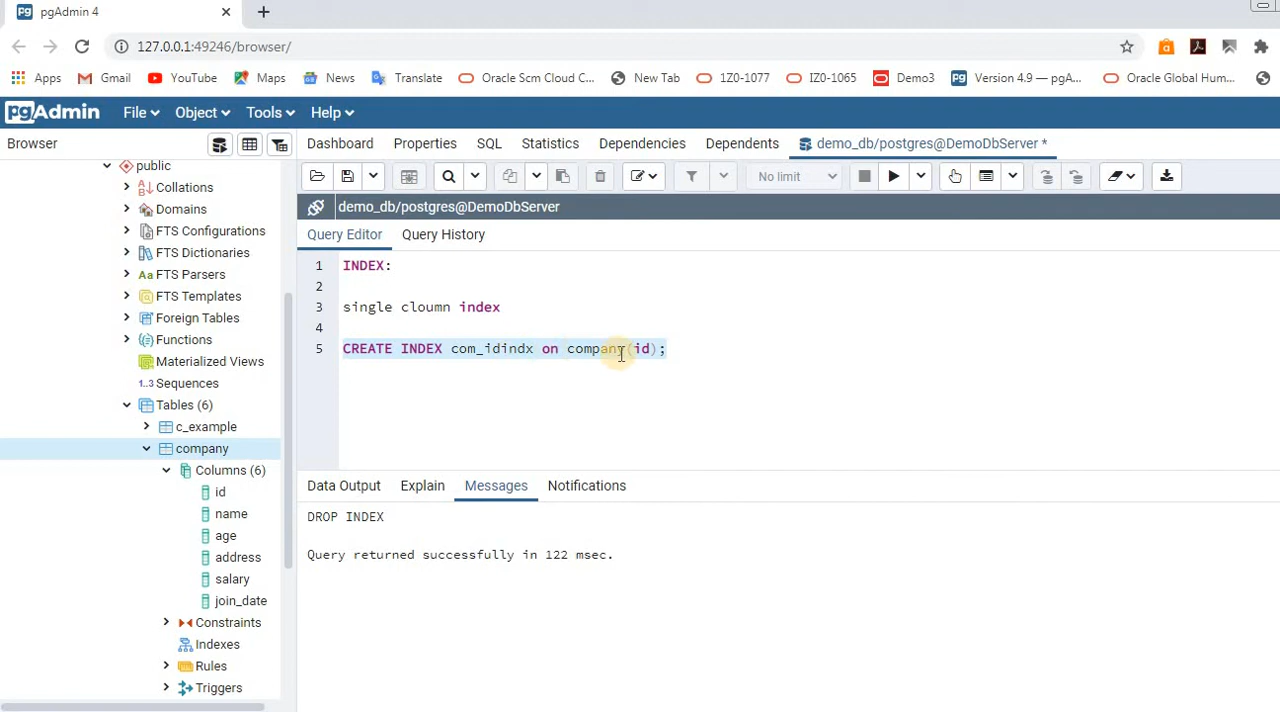 pgAdmin 4
127.0.0.1:49246/browser/
Apps Gmail YouTube Maps News Translate Oracle Scm Cloud C... New Tab 1Z0-1077 IZ0-1065 Demo3 Version 4.9 — pgA... Oracle Global Hum...
pgAdmin File Object Tools Help
Browser Dashboard Properties SQL Statistics Dependencies Dependents demo_db/postgres@DemoDbServer *
public
Collations
Domains
FTS Configurations
FTS Dictionaries
FTS Parsers
FTS Templates
Foreign Tables
Functions
Materialized Views
Sequences
Tables (6)
c_example
company
Columns (6)
id
name
age
address
salary
join_date
Constraints
Indexes
Rules
Triggers
No limit
demo_db/postgres@DemoDbServer
Query Editor Query History
1 INDEX:
2
3 single cloumn index
4
5 CREATE INDEX com_idindx on company(id);
Data Output Explain Messages Notifications
DROP INDEX
Query returned successfully in 122 msec.